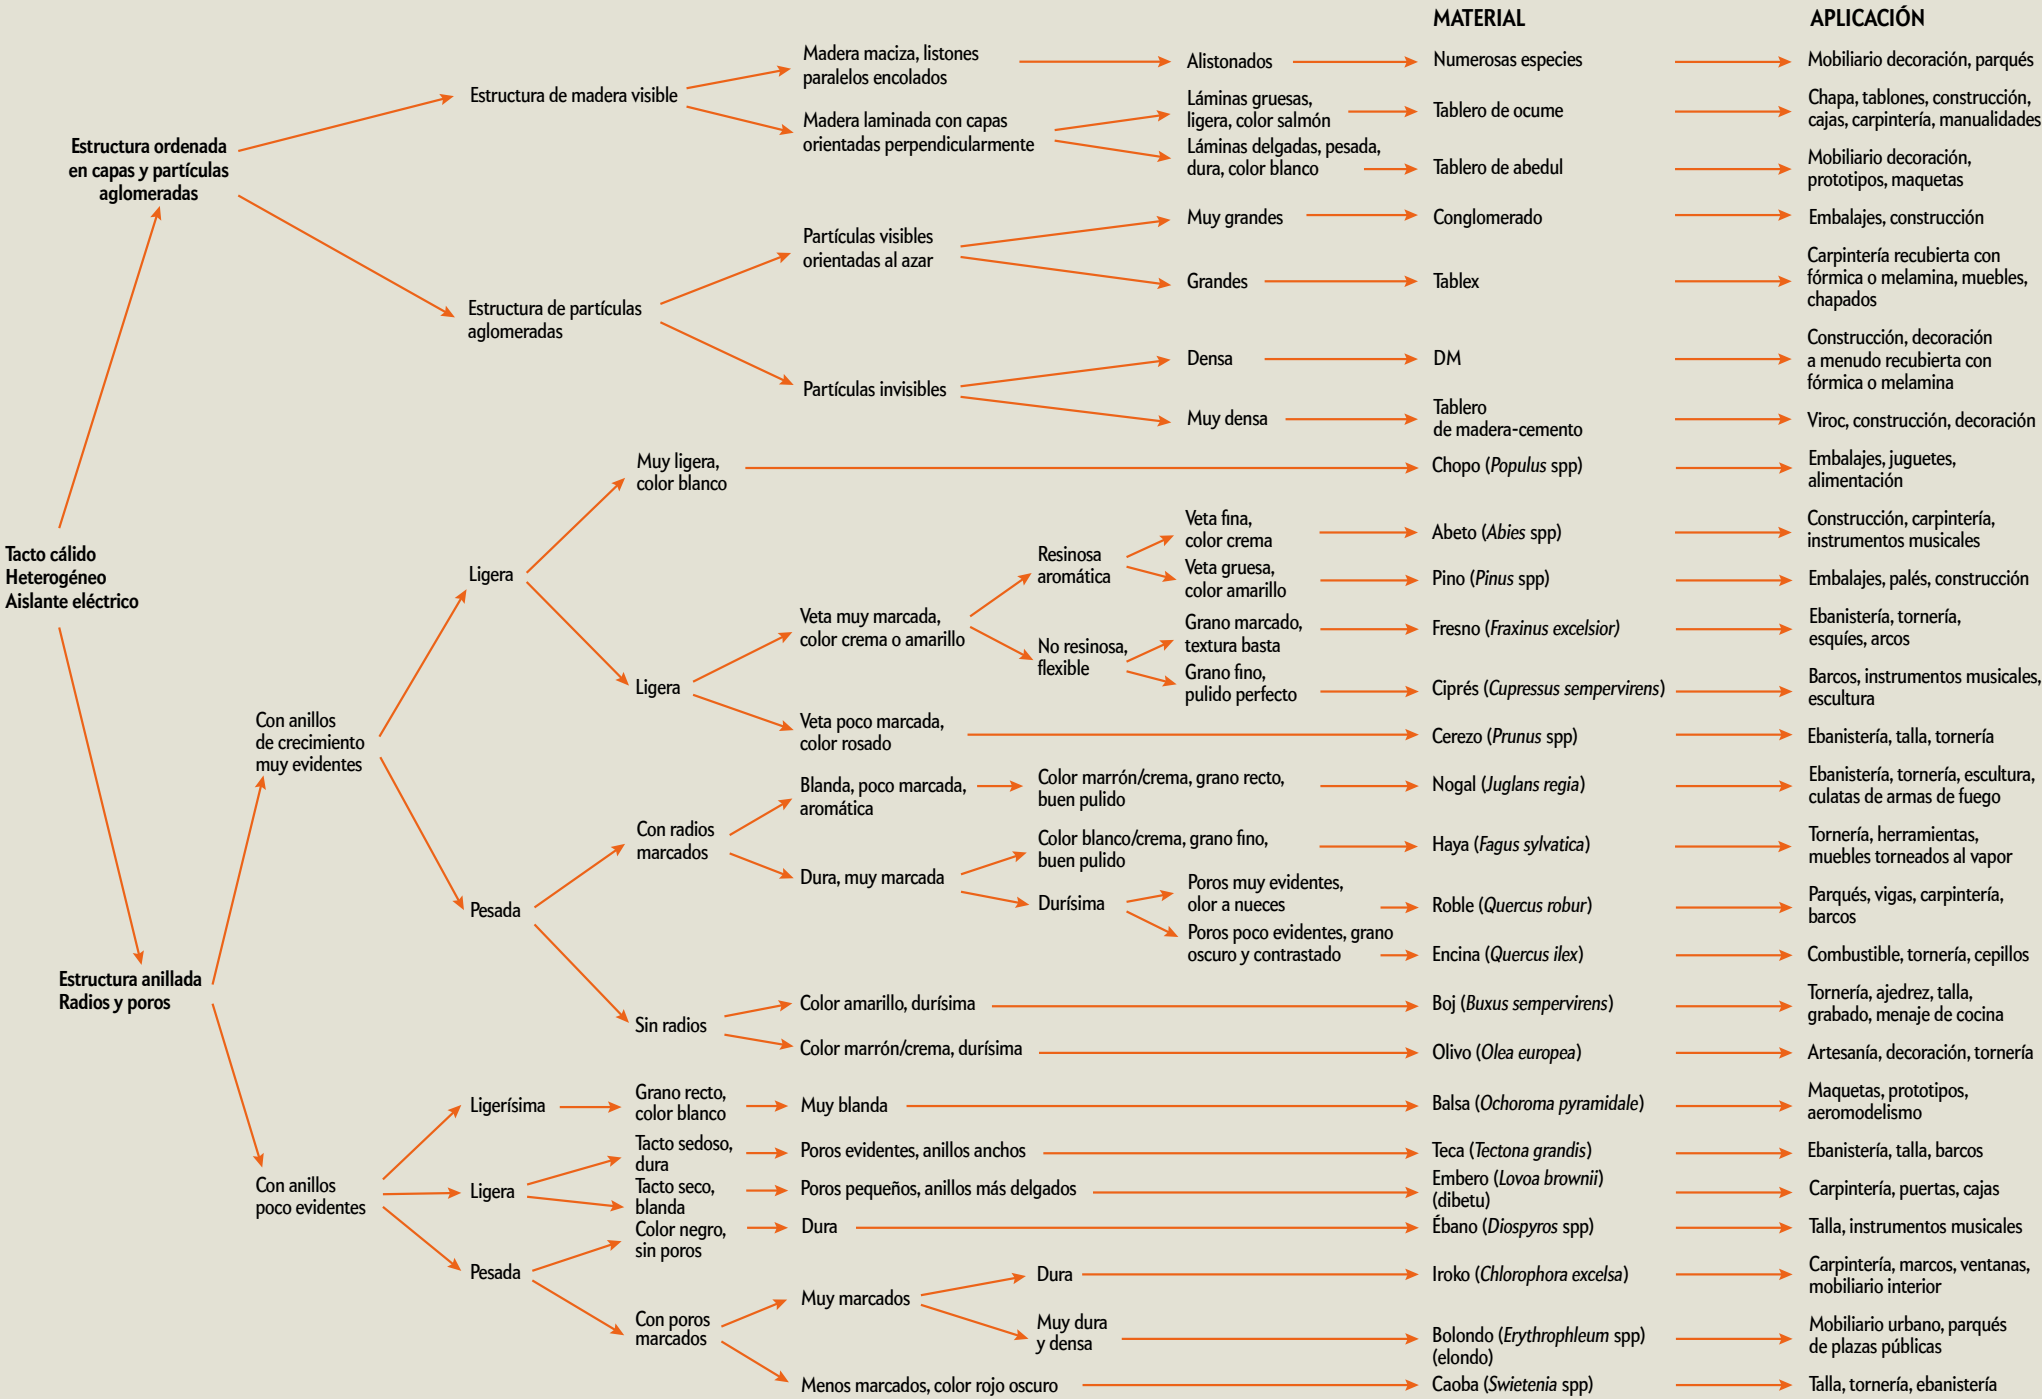 MATERIAL
APLICACIÓN
Madera maciza, listones
paralelos encolados
Alistonados
Numerosas especies
Mobiliario decoración, parqués
Estructura de madera visible
Madera laminada con capas
orientadas perpendicularmente
Láminas gruesas,
ligera, color salmón
Tablero de ocume
Chapa, tablones, construcción,
cajas, carpintería, manualidades
Láminas delgadas, pesada,
dura, color blanco
Tablero de abedul
Mobiliario decoración,
prototipos, maquetas
Estructura ordenada
en capas y partículas
aglomeradas
Partículas visibles
orientadas al azar
Muy grandes
Conglomerado
Embalajes, construcción
Grandes
Tablex
Carpintería recubierta con
fórmica o melamina, muebles,
chapados
Estructura de partículas
aglomeradas
Partículas invisibles
Densa
DM
Construcción, decoración
a menudo recubierta con
fórmica o melamina
Muy densa
Tablero
de madera-cemento
Viroc, construcción, decoración
Tacto cálido
Heterogéneo
Aislante eléctrico
Muy ligera,
color blanco
Chopo (Populus spp)
Embalajes, juguetes,
alimentación
Ligera
Resinosa
aromática
Veta fina,
color crema
Abeto (Abies spp)
Construcción, carpintería,
instrumentos musicales
Veta gruesa,
color amarillo
Pino (Pinus spp)
Embalajes, palés, construcción
Ligera
Veta muy marcada,
color crema o amarillo
No resinosa,
flexible
Grano marcado,
textura basta
Fresno (Fraxinus excelsior)
Ebanistería, tornería,
esquíes, arcos
Grano fino,
pulido perfecto
Ciprés (Cupressus sempervirens)
Barcos, instrumentos musicales,
escultura
Veta poco marcada,
color rosado
Cerezo (Prunus spp)
Ebanistería, talla, tornería
Con anillos
de crecimiento
muy evidentes
Blanda, poco marcada,
aromática
Color marrón/crema, grano recto,
buen pulido
Nogal (Juglans regia)
Ebanistería, tornería, escultura,
culatas de armas de fuego
Con radios
marcados
Dura, muy marcada
Color blanco/crema, grano fino,
buen pulido
Haya (Fagus sylvatica)
Tornería, herramientas,
muebles torneados al vapor
Pesada
Durísima
Poros muy evidentes,
olor a nueces
Roble (Quercus robur)
Parqués, vigas, carpintería,
barcos
Poros poco evidentes, grano
oscuro y contrastado
Encina (Quercus ilex)
Combustible, tornería, cepillos
Estructura anillada
Radios y poros
Sin radios
Color amarillo, durísima
Boj (Buxus sempervirens)
Tornería, ajedrez, talla,
grabado, menaje de cocina
Color marrón/crema, durísima
Olivo (Olea europea)
Artesanía, decoración, tornería
Con anillos
poco evidentes
Ligerísima
Grano recto,
color blanco
Muy blanda
Balsa (Ochoroma pyramidale)
Maquetas, prototipos,
aeromodelismo
Ligera
Tacto sedoso,
dura
Poros evidentes, anillos anchos
Teca (Tectona grandis)
Ebanistería, talla, barcos
Tacto seco,
blanda
Poros pequeños, anillos más delgados
Embero (Lovoa brownii)
(dibetu)
Carpintería, puertas, cajas
Pesada
Color negro,
sin poros
Dura
Ébano (Diospyros spp)
Talla, instrumentos musicales
Con poros
marcados
Muy marcados
Dura
Iroko (Chlorophora excelsa)
Carpintería, marcos, ventanas,
mobiliario interior
Muy dura
y densa
Bolondo (Erythrophleum spp)
(elondo)
Mobiliario urbano, parqués
de plazas públicas
Menos marcados, color rojo oscuro
Caoba (Swietenia spp)
Talla, tornería, ebanistería